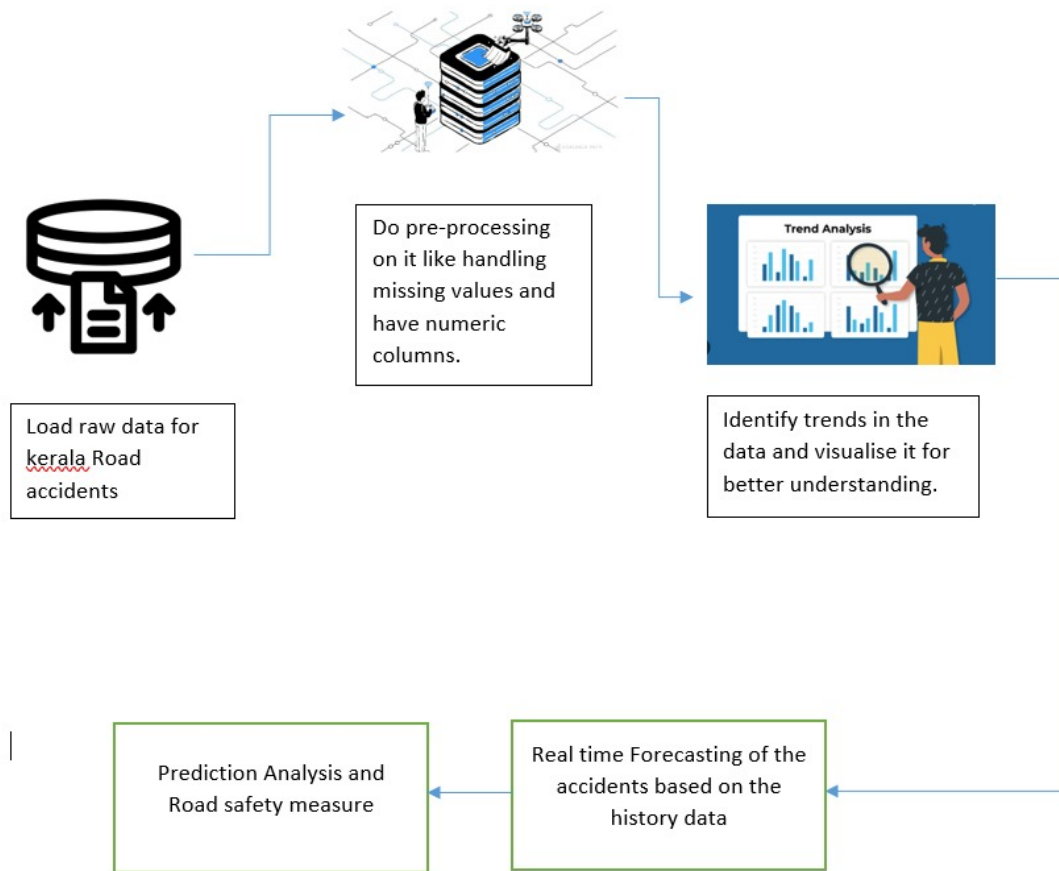 Do pre-processing
on it like handling
missing values and
have numeric
columns.
Trend Analysis
Load raw data for
kerala Road
accidents
Identify trends in the
data and visualise it for
better understanding.
Prediction Analysis and
Road safety measure
Real time Forecasting of the
accidents based on the
history data